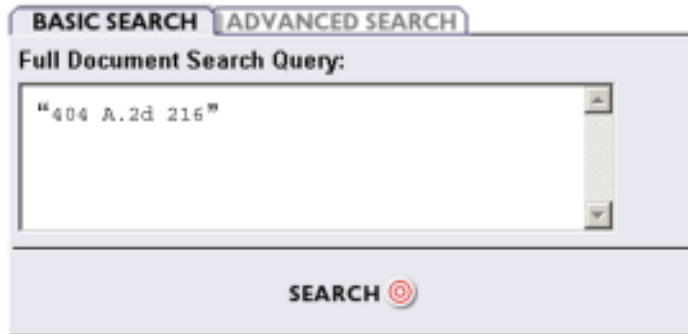 BASIC SEARCH ADVANCED SEARCH
Full Document Search Query:
“404 A.2d 216”
SEARCH